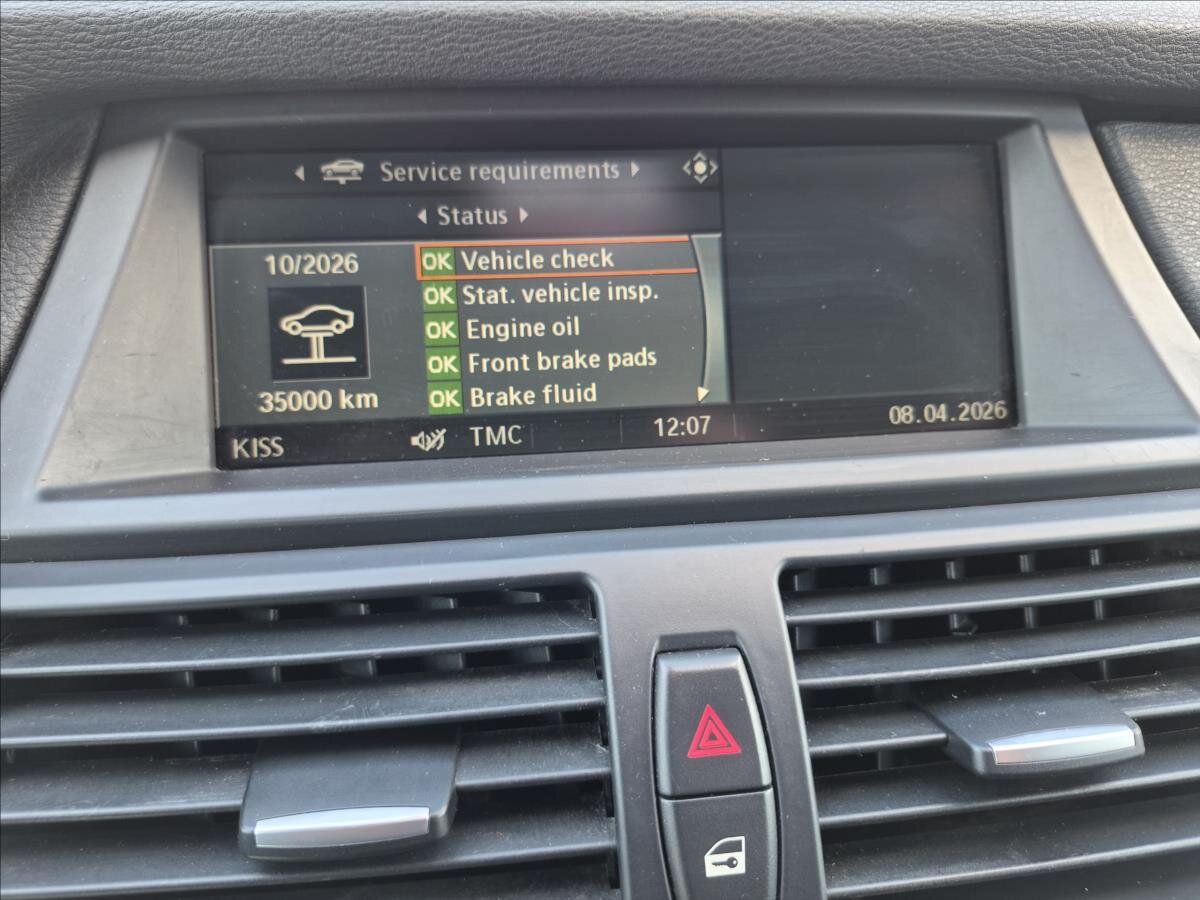 Service requirements
Status
10/2026
35000 km
OK Vehicle check
OK Stat. vehicle insp.
OK Engine oil
OK Front brake pads
OK Brake fluid
KISS TMC 12:07 08.04.2026